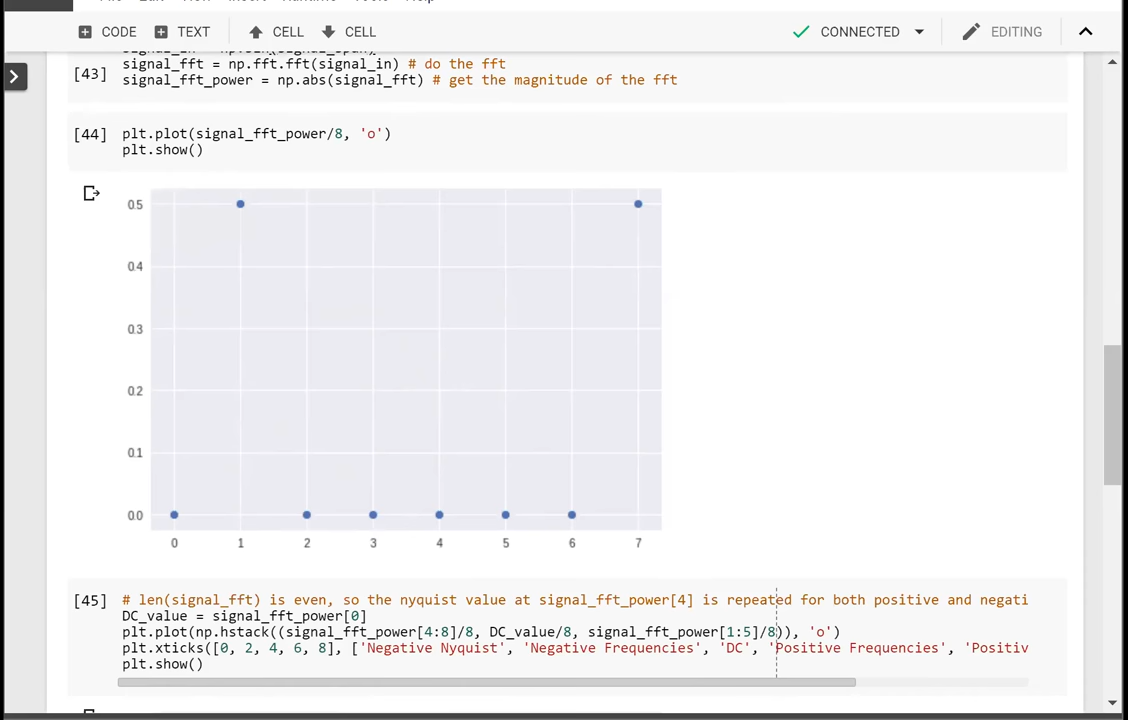 CODE TEXT CELL CELL CONNECTED EDITING
signal_fft = np.fft.fft(signal_in) # do the fft
[43]
signal_fft_power = np.abs(signal_fft) # get the magnitude of the fft
[44] plt.plot(signal_fft_power/8, 'o')
plt.show()
0.5
0.4
0.3
0.2
0.1
0.0
0 1 2 3 4 5 6 7
[45] # len(signal_fft) is even, so the nyquist value at signal_fft_power[4] is repeated for both positive and negati
DC_value = signal_fft_power[0]
plt.plot(np.hstack((signal_fft_power[4:8]/8, DC_value/8, signal_fft_power[1:5]/8)), 'o')
plt.xticks([0, 2, 4, 6, 8], ['Negative Nyquist', 'Negative Frequencies', 'DC', 'Positive Frequencies', 'Positiv
plt.show()